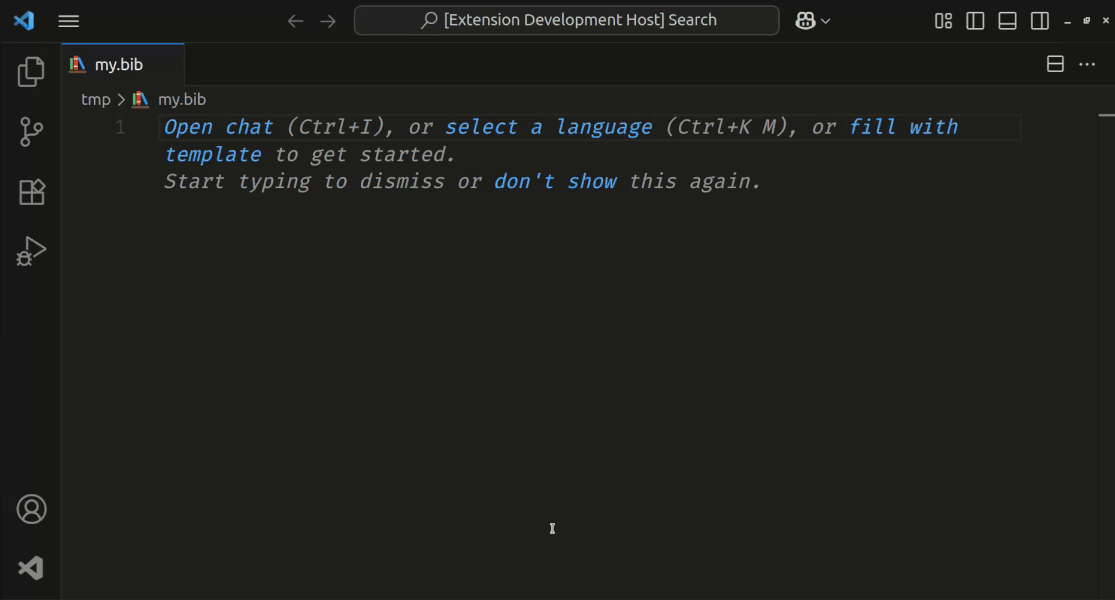 [Extension Development Host] Search
my.bib
tmp > my.bib
1 Open chat (Ctrl+I), or select a language (Ctrl+K M), or fill with
template to get started.
Start typing to dismiss or don't show this again.